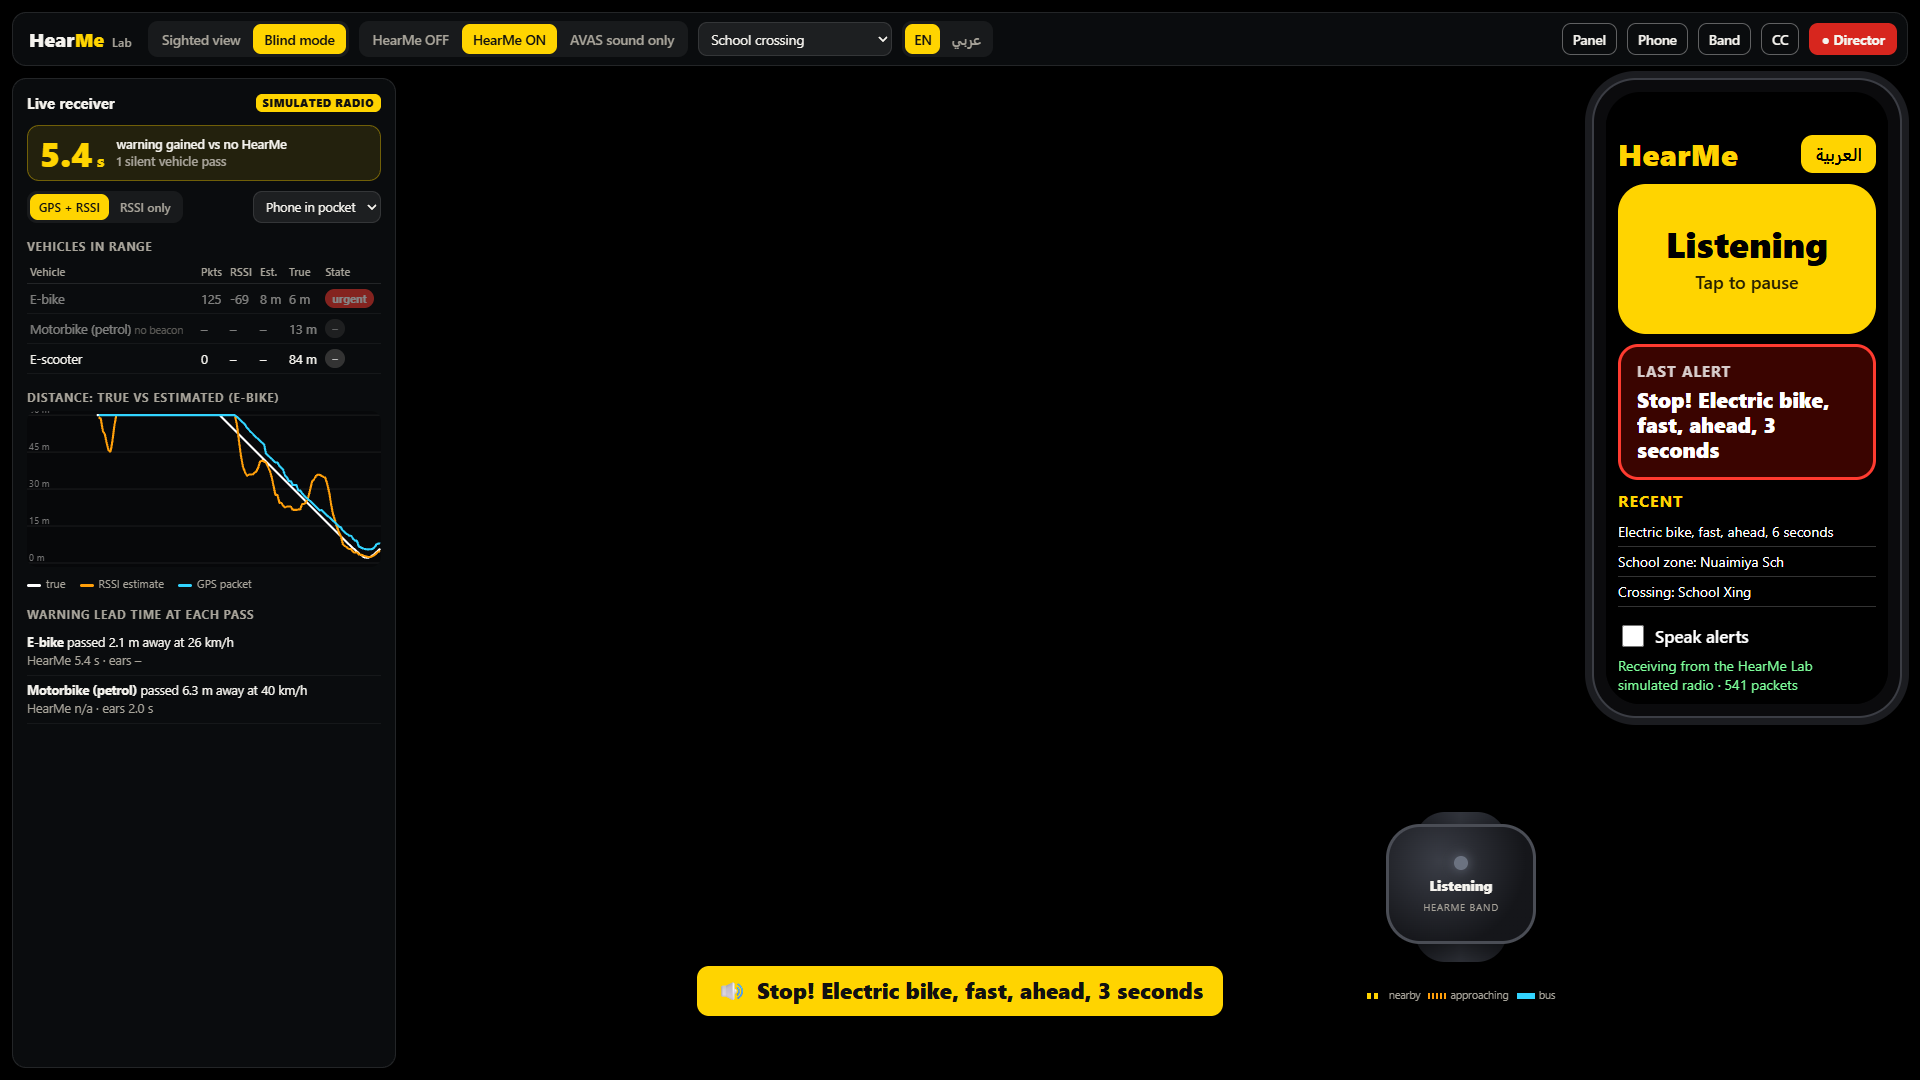 HearMe Lab
Sighted view Blind mode
HearMe OFF HearMe ON AVAS sound only
School crossing
EN عربي
Panel Phone Band CC ● Director
Live receiver SIMULATED RADIO
5.4 s warning gained vs no HearMe
1 silent vehicle pass
GPS + RSSI RSSI only Phone in pocket
VEHICLES IN RANGE
Vehicle Pkts RSSI Est. True State
E-bike 125 -69 8 m 6 m urgent
Motorbike (petrol) no beacon – – – 13 m –
E-scooter 0 – – 84 m –
DISTANCE: TRUE VS ESTIMATED (E-BIKE)
45 m
30 m
15 m
0 m
true RSSI estimate GPS packet
WARNING LEAD TIME AT EACH PASS
E-bike passed 2.1 m away at 26 km/h
HearMe 5.4 s · ears –
Motorbike (petrol) passed 6.3 m away at 40 km/h
HearMe n/a · ears 2.0 s
HearMe العربية
Listening
Tap to pause
LAST ALERT
Stop! Electric bike,
fast, ahead, 3
seconds
RECENT
Electric bike, fast, ahead, 6 seconds
School zone: Nuaimiya Sch
Crossing: School Xing
Speak alerts
Receiving from the HearMe Lab
simulated radio · 541 packets
Listening
HEARME BAND
Stop! Electric bike, fast, ahead, 3 seconds
nearby approaching bus